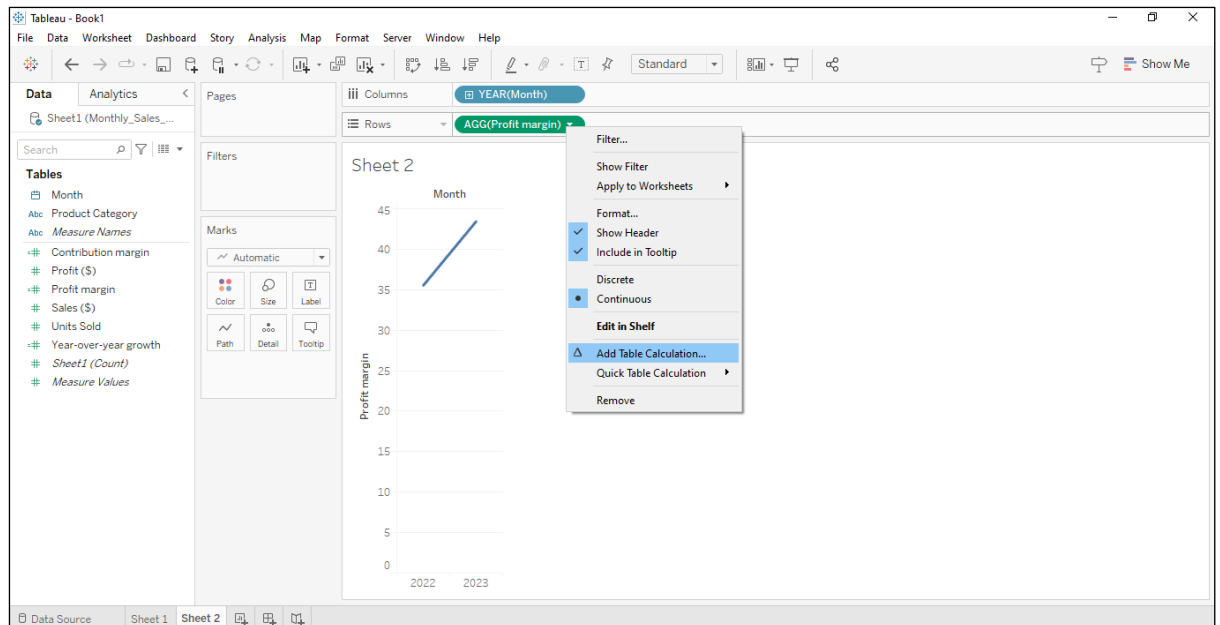 Tableau - Book1
File Data Worksheet Dashboard Story Analysis Map Format Server Window Help
Standard
Show Me
Data Analytics
Sheet1 (Monthly_Sales_...
Search
Tables
Month
Abc Product Category
Abc Measure Names
Contribution margin
Profit ($)
Profit margin
Sales ($)
Units Sold
Year-over-year growth
Sheet1 (Count)
Measure Values
Pages
Filters
Marks
Automatic
Color Size Label
Path Detail Tooltip
Columns YEAR(Month)
Rows AGG(Profit margin)
Sheet 2
Month
Profit margin
45
40
35
30
25
20
15
10
5
0
2022 2023
Filter...
Show Filter
Apply to Worksheets
Format...
Show Header
Include in Tooltip
Discrete
Continuous
Edit in Shelf
Add Table Calculation...
Quick Table Calculation
Remove
Data Source Sheet 1 Sheet 2